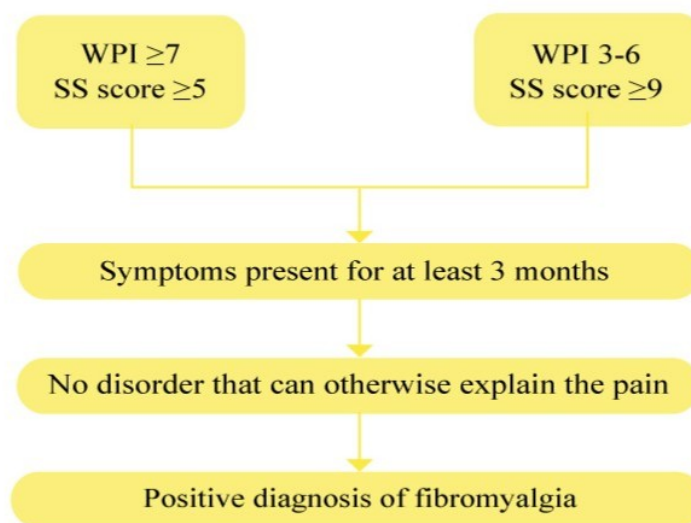 WPI ≥7
SS score ≥5
WPI 3-6
SS score ≥9
Symptoms present for at least 3 months
No disorder that can otherwise explain the pain
Positive diagnosis of fibromyalgia